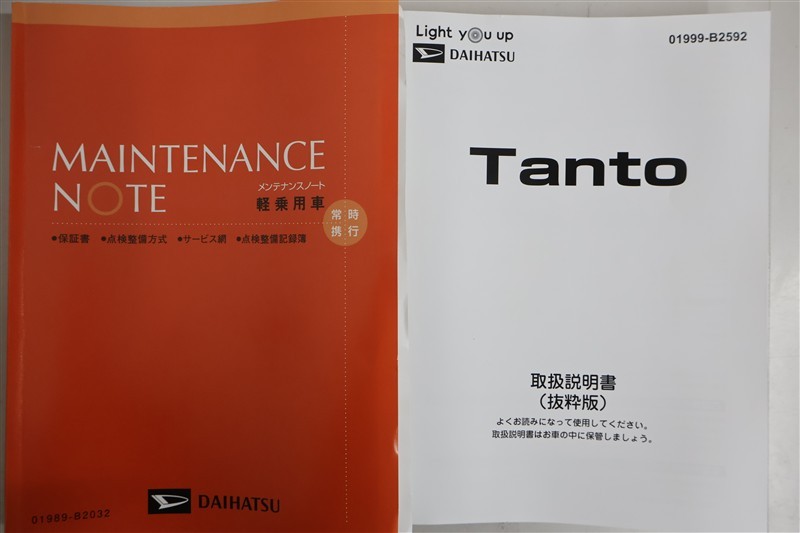 MAINTENANCE
NOTE
メンテナンスノート
軽乗用車
常時
携行
●保証書 ●点検整備方式 ●サービス網 ●点検整備記録簿
DAIHATSU
01989-B2032
Light you up
DAIHATSU
01999-B2592
Tanto
取扱説明書
（抜粋版）
よくお読みになって使用してください。
取扱説明書はお車の中に保管しましょう。